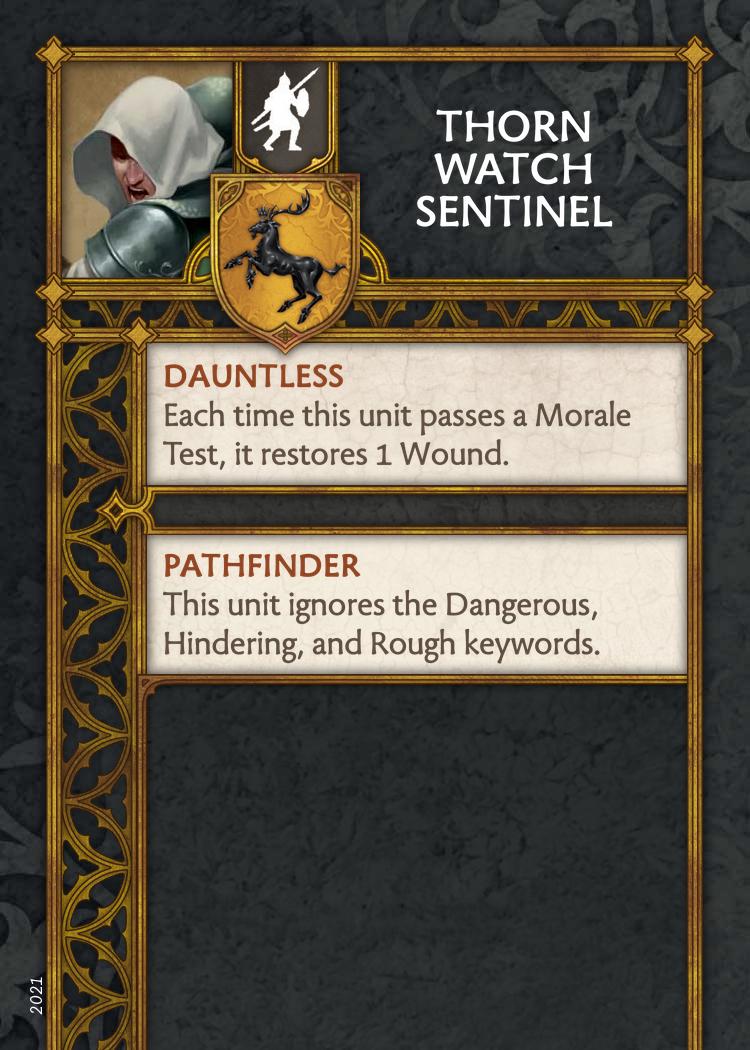 THORN
WATCH
SENTINEL
DAUNTLESS
Each time this unit passes a Morale
Test, it restores 1 Wound.
PATHFINDER
This unit ignores the Dangerous,
Hindering, and Rough keywords.
2021